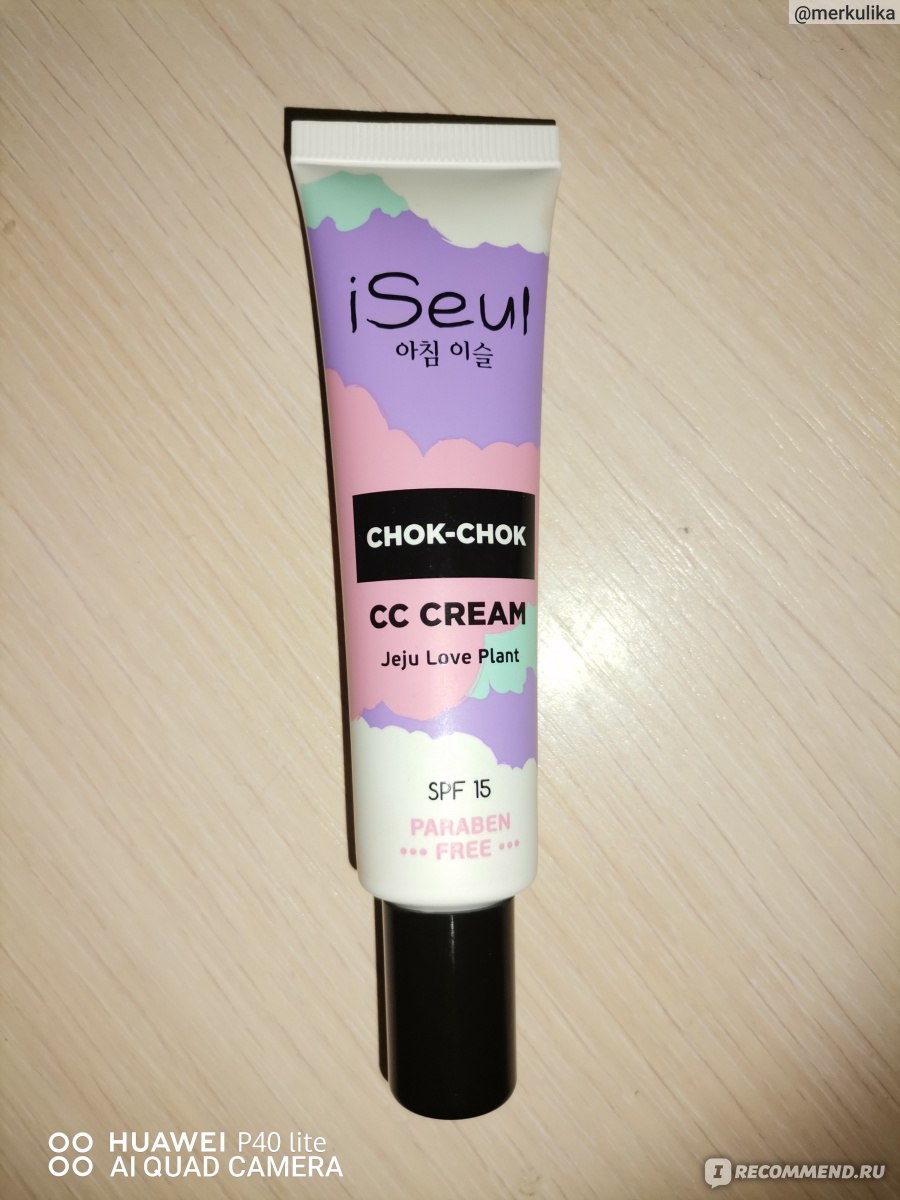 @merkulika
iSeul
아침 이슬
CHOK-CHOK
CC CREAM
Jeju Love Plant
SPF 15
PARABEN
••• FREE •••
HUAWEI P40 lite
AI QUAD CAMERA
IRECOMMEND.RU